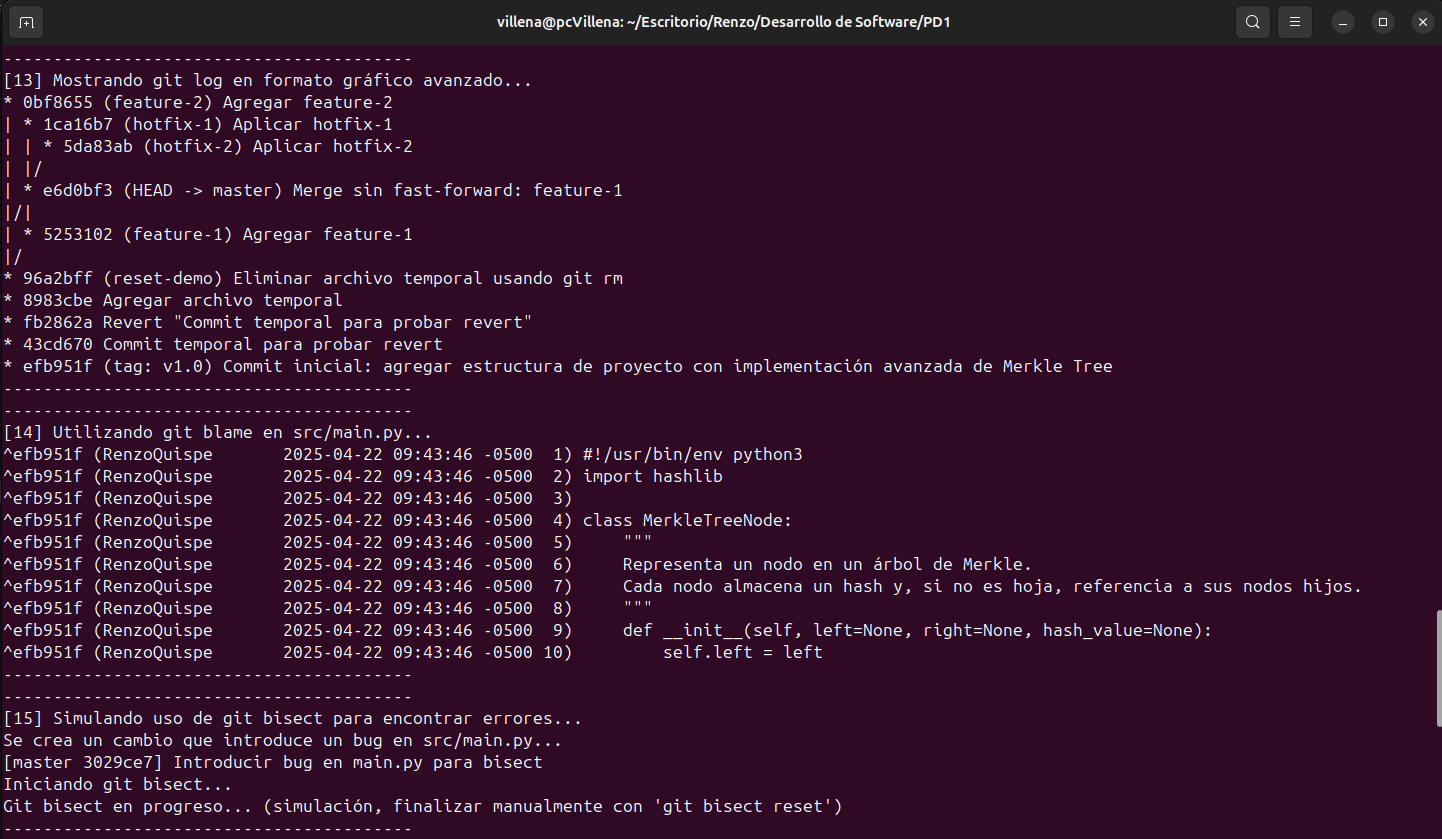 villena@pcVillena: ~/Escritorio/Renzo/Desarrollo de Software/PD1
-----------------------------------------
[13] Mostrando git log en formato gráfico avanzado...
* 0bf8655 (feature-2) Agregar feature-2
| * 1ca16b7 (hotfix-1) Aplicar hotfix-1
| | * 5da83ab (hotfix-2) Aplicar hotfix-2
| |/
| * e6d0bf3 (HEAD -> master) Merge sin fast-forward: feature-1
|/|
| * 5253102 (feature-1) Agregar feature-1
|/
* 96a2bff (reset-demo) Eliminar archivo temporal usando git rm
* 8983cbe Agregar archivo temporal
* fb2862a Revert "Commit temporal para probar revert"
* 43cd670 Commit temporal para probar revert
* efb951f (tag: v1.0) Commit inicial: agregar estructura de proyecto con implementación avanzada de Merkle Tree
-----------------------------------------
-----------------------------------------
[14] Utilizando git blame en src/main.py...
^efb951f (RenzoQuispe       2025-04-22 09:43:46 -0500  1) #!/usr/bin/env python3
^efb951f (RenzoQuispe       2025-04-22 09:43:46 -0500  2) import hashlib
^efb951f (RenzoQuispe       2025-04-22 09:43:46 -0500  3)
^efb951f (RenzoQuispe       2025-04-22 09:43:46 -0500  4) class MerkleTreeNode:
^efb951f (RenzoQuispe       2025-04-22 09:43:46 -0500  5)     """
^efb951f (RenzoQuispe       2025-04-22 09:43:46 -0500  6)     Representa un nodo en un árbol de Merkle.
^efb951f (RenzoQuispe       2025-04-22 09:43:46 -0500  7)     Cada nodo almacena un hash y, si no es hoja, referencia a sus nodos hijos.
^efb951f (RenzoQuispe       2025-04-22 09:43:46 -0500  8)     """
^efb951f (RenzoQuispe       2025-04-22 09:43:46 -0500  9)     def __init__(self, left=None, right=None, hash_value=None):
^efb951f (RenzoQuispe       2025-04-22 09:43:46 -0500 10)         self.left = left
-----------------------------------------
-----------------------------------------
[15] Simulando uso de git bisect para encontrar errores...
Se crea un cambio que introduce un bug en src/main.py...
[master 3029ce7] Introducir bug en main.py para bisect
Iniciando git bisect...
Git bisect en progreso... (simulación, finalizar manualmente con 'git bisect reset')
-----------------------------------------